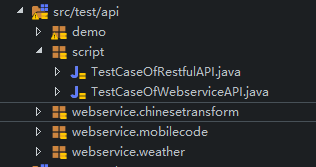 src/test/api
demo
script
TestCaseOfRestfulAPI.java
TestCaseOfWebserviceAPI.java
webservice.chinesetransform
webservice.mobilecode
webservice.weather